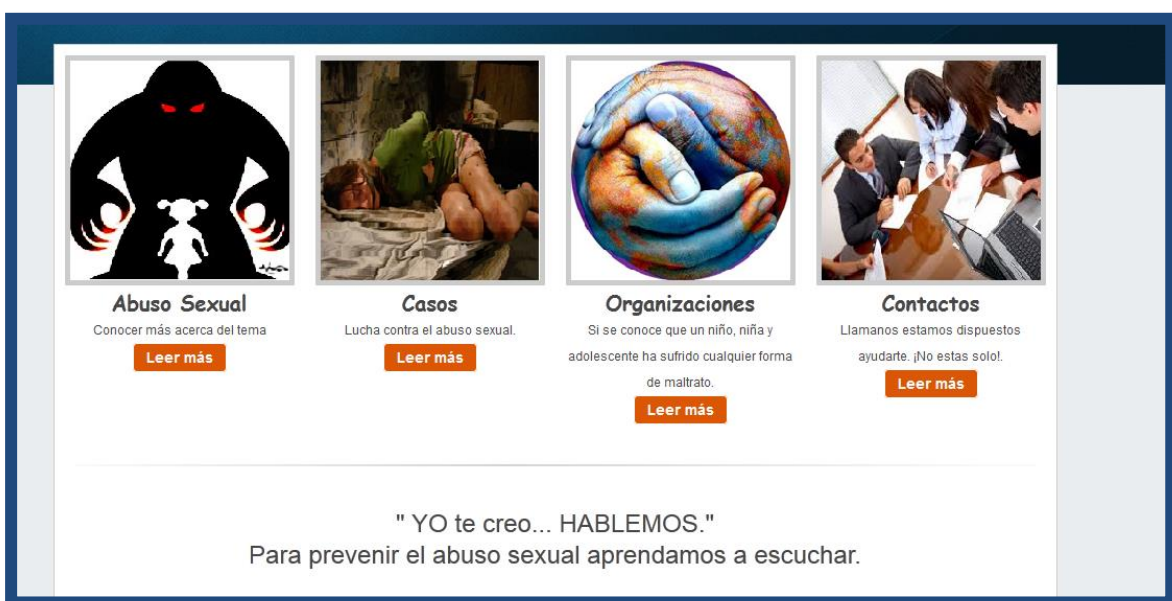 Abuso Sexual
Conocer más acerca del tema
Leer más
Casos
Lucha contra el abuso sexual.
Leer más
Organizaciones
Si se conoce que un niño, niña y
adolescente ha sufrido cualquier forma
de maltrato.
Leer más
Contactos
Llamanos estamos dispuestos
ayudarte. ¡No estas solo!.
Leer más
" YO te creo... HABLEMOS."
Para prevenir el abuso sexual aprendamos a escuchar.